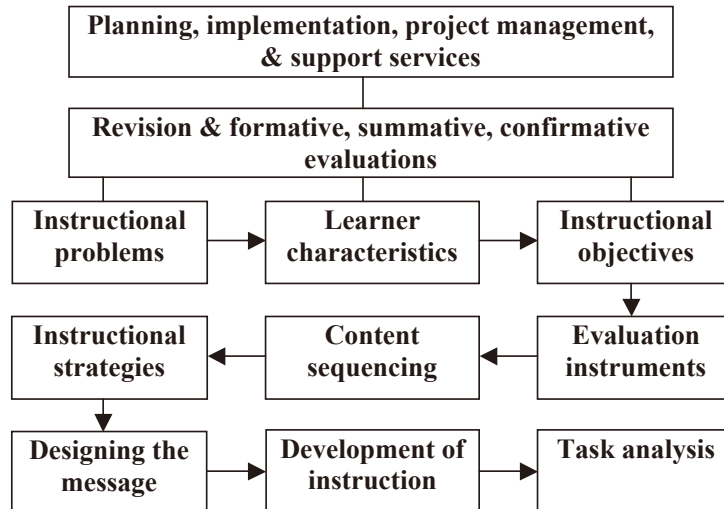 Planning, implementation, project management,
& support services
Revision & formative, summative, confirmative
evaluations
Instructional
problems
Learner
characteristics
Instructional
objectives
Instructional
strategies
Content
sequencing
Evaluation
instruments
Designing the
message
Development of
instruction
Task analysis